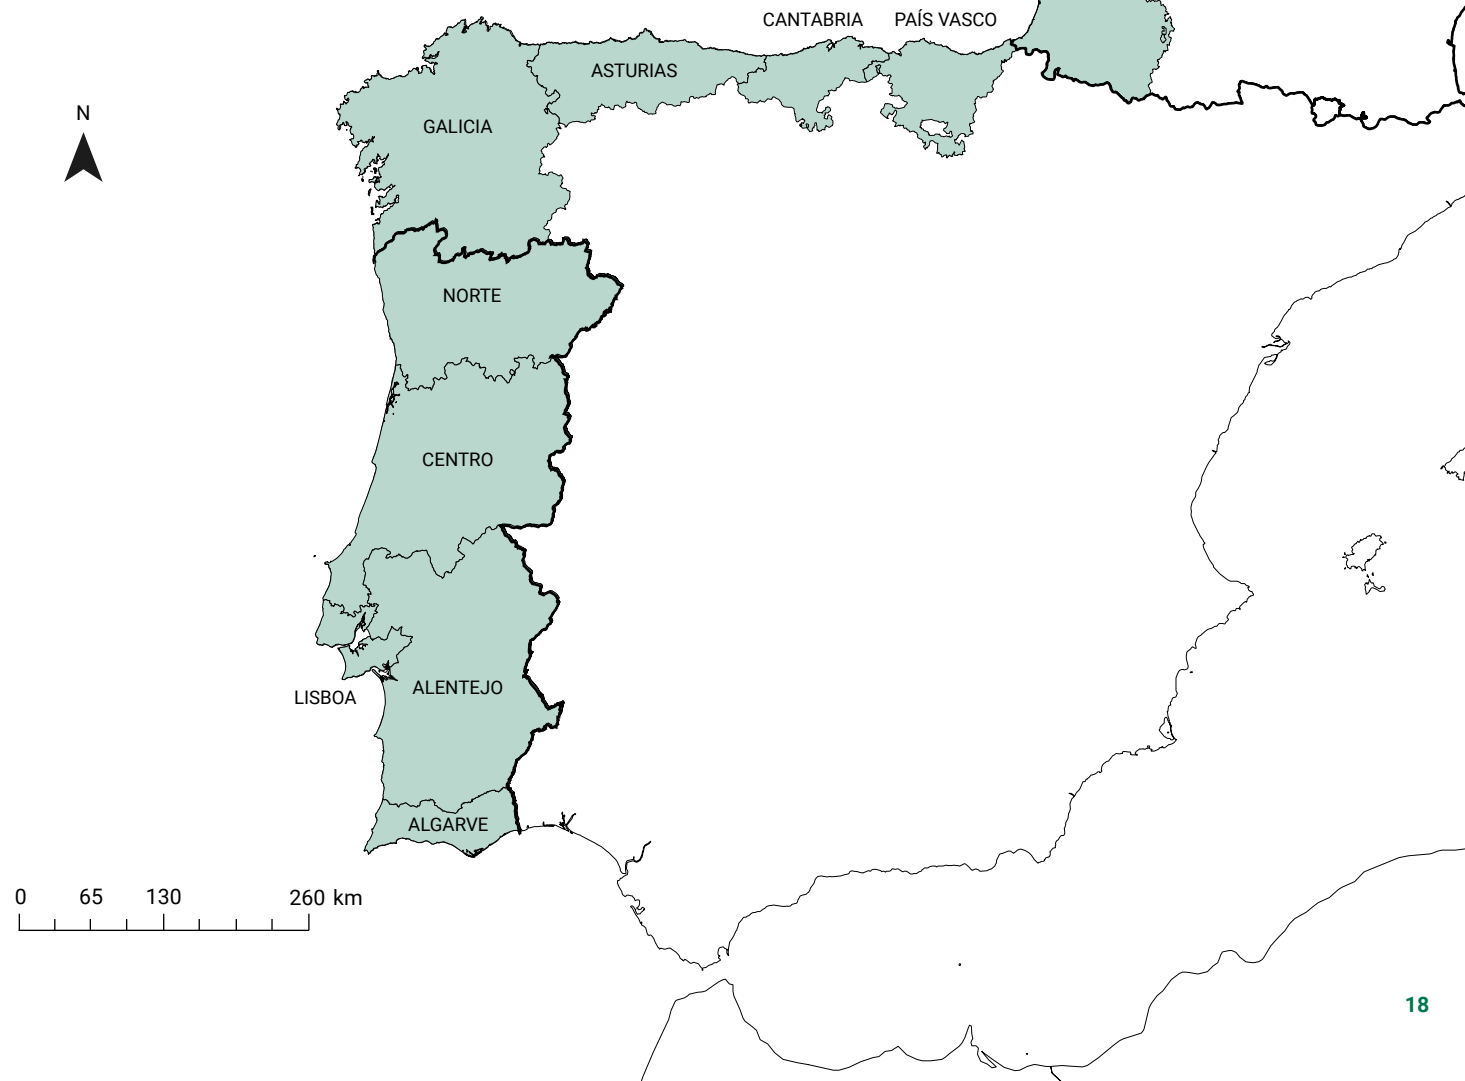 CANTABRIA
PAÍS VASCO
ASTURIAS
N
GALICIA
NORTE
CENTRO
ALENTEJO
LISBOA
ALGARVE
0 65 130 260 km
18